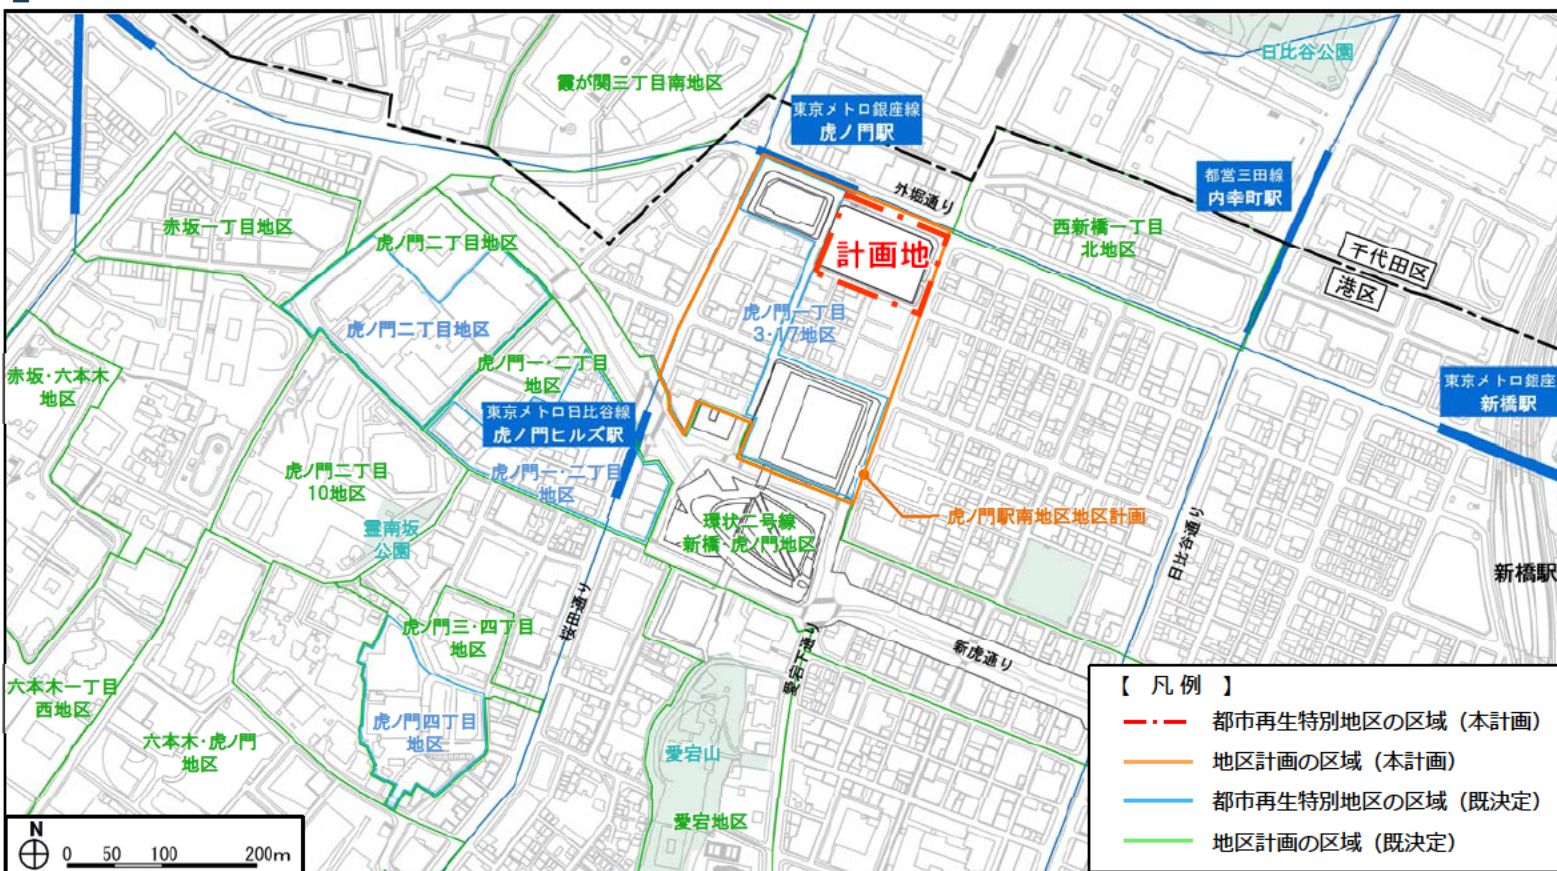 日比谷公園
霞が関三丁目南地区
東京メトロ銀座線
虎ノ門駅
都営三田線
内幸町駅
外堀通り
赤坂一丁目地区
虎ノ門二丁目地区
西新橋一丁目
北地区
計画地
千代田区
港区
虎ノ門二丁目地区
虎ノ門一丁目
3・17地区
赤坂・六本木
地区
虎ノ門一・二丁目
地区
東京メトロ銀座
新橋駅
東京メトロ日比谷線
虎ノ門ヒルズ駅
虎ノ門二丁目
10地区
虎ノ門一・二丁目
地区
虎ノ門駅南地区地区計画
霊南坂
公園
環状二号線
新橋・虎ノ門地区
日比谷通り
新橋駅
桜田通り
虎ノ門三・四丁目
地区
愛宕下通り
新虎通り
六本木一丁目
西地区
虎ノ門四丁目
地区
六本木・虎ノ門
地区
愛宕山
愛宕地区
【 凡例 】
都市再生特別地区の区域（本計画）
地区計画の区域（本計画）
都市再生特別地区の区域（既決定）
地区計画の区域（既決定）
N
0 50 100 200m